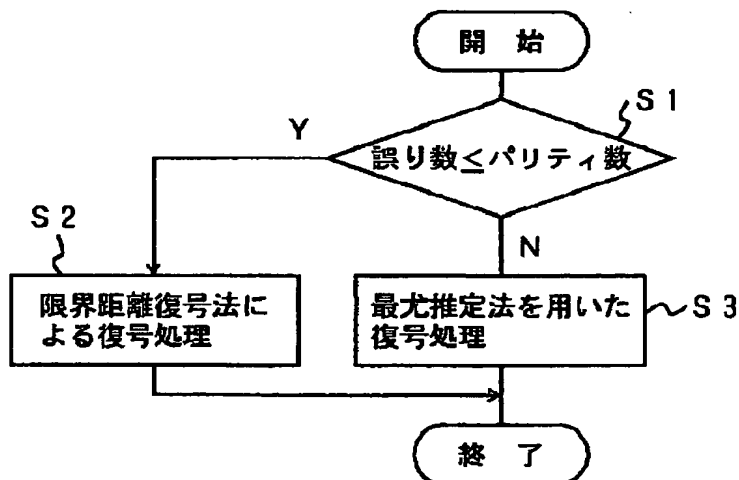 開 始
S1
Y
誤り数≦パリティ数
S2
N
限界距離復号法に
よる復号処理
最尤推定法を用いた
復号処理
S3
終 了